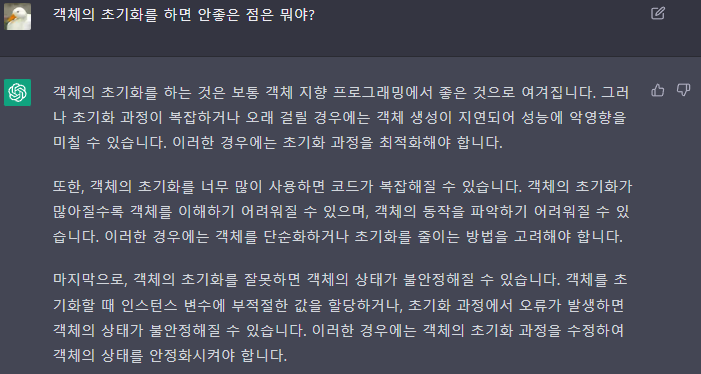 객체의 초기화를 하면 안좋은 점은 뭐야?
객체의 초기화를 하는 것은 보통 객체 지향 프로그래밍에서 좋은 것으로 여겨집니다. 그러
나 초기화 과정이 복잡하거나 오래 걸릴 경우에는 객체 생성이 지연되어 성능에 악영향을
미칠 수 있습니다. 이러한 경우에는 초기화 과정을 최적화해야 합니다.
또한, 객체의 초기화를 너무 많이 사용하면 코드가 복잡해질 수 있습니다. 객체의 초기화가
많아질수록 객체를 이해하기 어려워질 수 있으며, 객체의 동작을 파악하기 어려워질 수 있
습니다. 이러한 경우에는 객체를 단순화하거나 초기화를 줄이는 방법을 고려해야 합니다.
마지막으로, 객체의 초기화를 잘못하면 객체의 상태가 불안정해질 수 있습니다. 객체를 초
기화할 때 인스턴스 변수에 부적절한 값을 할당하거나, 초기화 과정에서 오류가 발생하면
객체의 상태가 불안정해질 수 있습니다. 이러한 경우에는 객체의 초기화 과정을 수정하여
객체의 상태를 안정화시켜야 합니다.